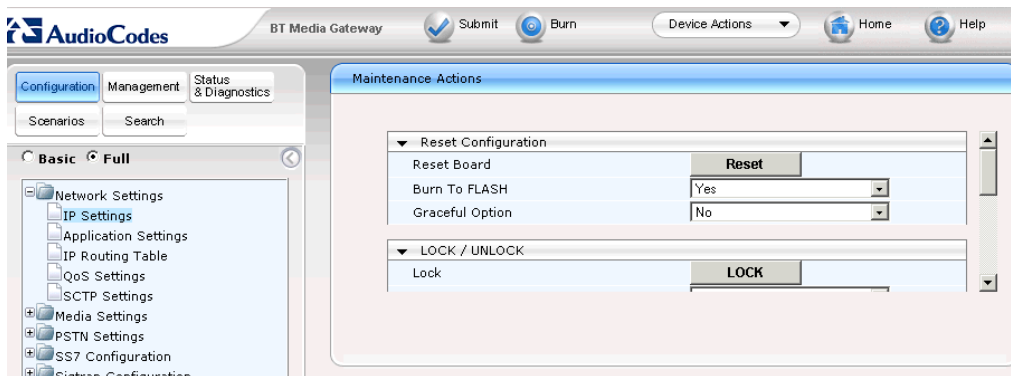 AudioCodes
BT Media Gateway
Submit
Burn
Device Actions
Home
Help
Configuration
Management
Status
& Diagnostics
Scenarios
Search
Basic
Full
Network Settings
IP Settings
Application Settings
IP Routing Table
QoS Settings
SCTP Settings
Media Settings
PSTN Settings
SS7 Configuration
Sigtran Configuration
Maintenance Actions
Reset Configuration
Reset Board
Reset
Burn To FLASH
Yes
Graceful Option
No
LOCK / UNLOCK
Lock
LOCK